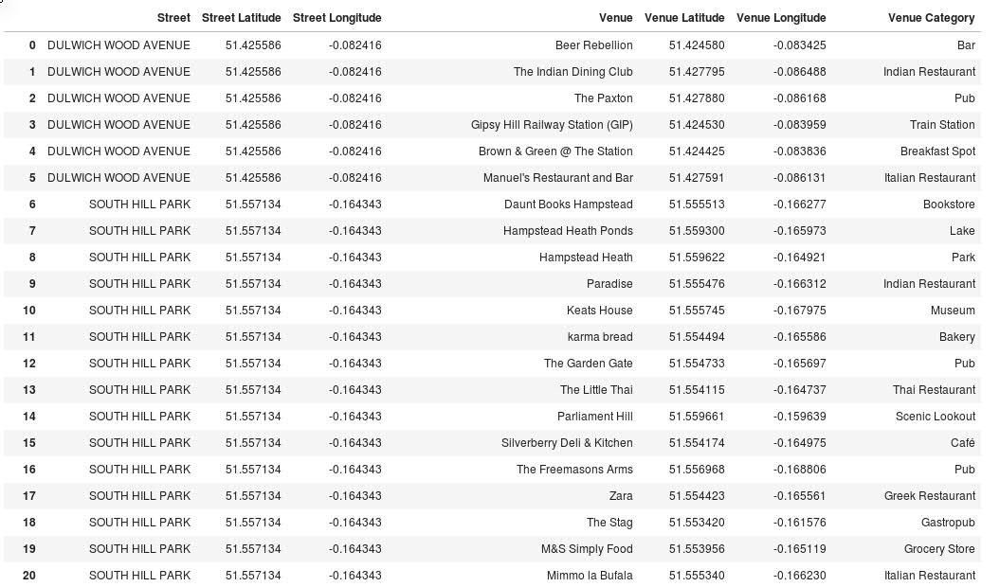 Street Street Latitude Street Longitude Venue Venue Latitude Venue Longitude Venue Category
0 DULWICH WOOD AVENUE 51.425586 -0.082416 Beer Rebellion 51.424580 -0.083425 Bar
1 DULWICH WOOD AVENUE 51.425586 -0.082416 The Indian Dining Club 51.427795 -0.086488 Indian Restaurant
2 DULWICH WOOD AVENUE 51.425586 -0.082416 The Paxton 51.427880 -0.086168 Pub
3 DULWICH WOOD AVENUE 51.425586 -0.082416 Gipsy Hill Railway Station (GIP) 51.424530 -0.083959 Train Station
4 DULWICH WOOD AVENUE 51.425586 -0.082416 Brown & Green @ The Station 51.424425 -0.083836 Breakfast Spot
5 DULWICH WOOD AVENUE 51.425586 -0.082416 Manuel's Restaurant and Bar 51.427591 -0.086131 Italian Restaurant
6 SOUTH HILL PARK 51.557134 -0.164343 Daunt Books Hampstead 51.555513 -0.166277 Bookstore
7 SOUTH HILL PARK 51.557134 -0.164343 Hampstead Heath Ponds 51.559300 -0.165973 Lake
8 SOUTH HILL PARK 51.557134 -0.164343 Hampstead Heath 51.559622 -0.164921 Park
9 SOUTH HILL PARK 51.557134 -0.164343 Paradise 51.555476 -0.166312 Indian Restaurant
10 SOUTH HILL PARK 51.557134 -0.164343 Keats House 51.555745 -0.167975 Museum
11 SOUTH HILL PARK 51.557134 -0.164343 karma bread 51.554494 -0.165586 Bakery
12 SOUTH HILL PARK 51.557134 -0.164343 The Garden Gate 51.554733 -0.165697 Pub
13 SOUTH HILL PARK 51.557134 -0.164343 The Little Thai 51.554115 -0.164737 Thai Restaurant
14 SOUTH HILL PARK 51.557134 -0.164343 Parliament Hill 51.559661 -0.159639 Scenic Lookout
15 SOUTH HILL PARK 51.557134 -0.164343 Silverberry Deli & Kitchen 51.554174 -0.164975 Café
16 SOUTH HILL PARK 51.557134 -0.164343 The Freemasons Arms 51.556968 -0.168806 Pub
17 SOUTH HILL PARK 51.557134 -0.164343 Zara 51.554423 -0.165561 Greek Restaurant
18 SOUTH HILL PARK 51.557134 -0.164343 The Stag 51.553420 -0.161576 Gastropub
19 SOUTH HILL PARK 51.557134 -0.164343 M&S Simply Food 51.553956 -0.165119 Grocery Store
20 SOUTH HILL PARK 51.557134 -0.164343 Mimmo la Bufala 51.555340 -0.166230 Italian Restaurant